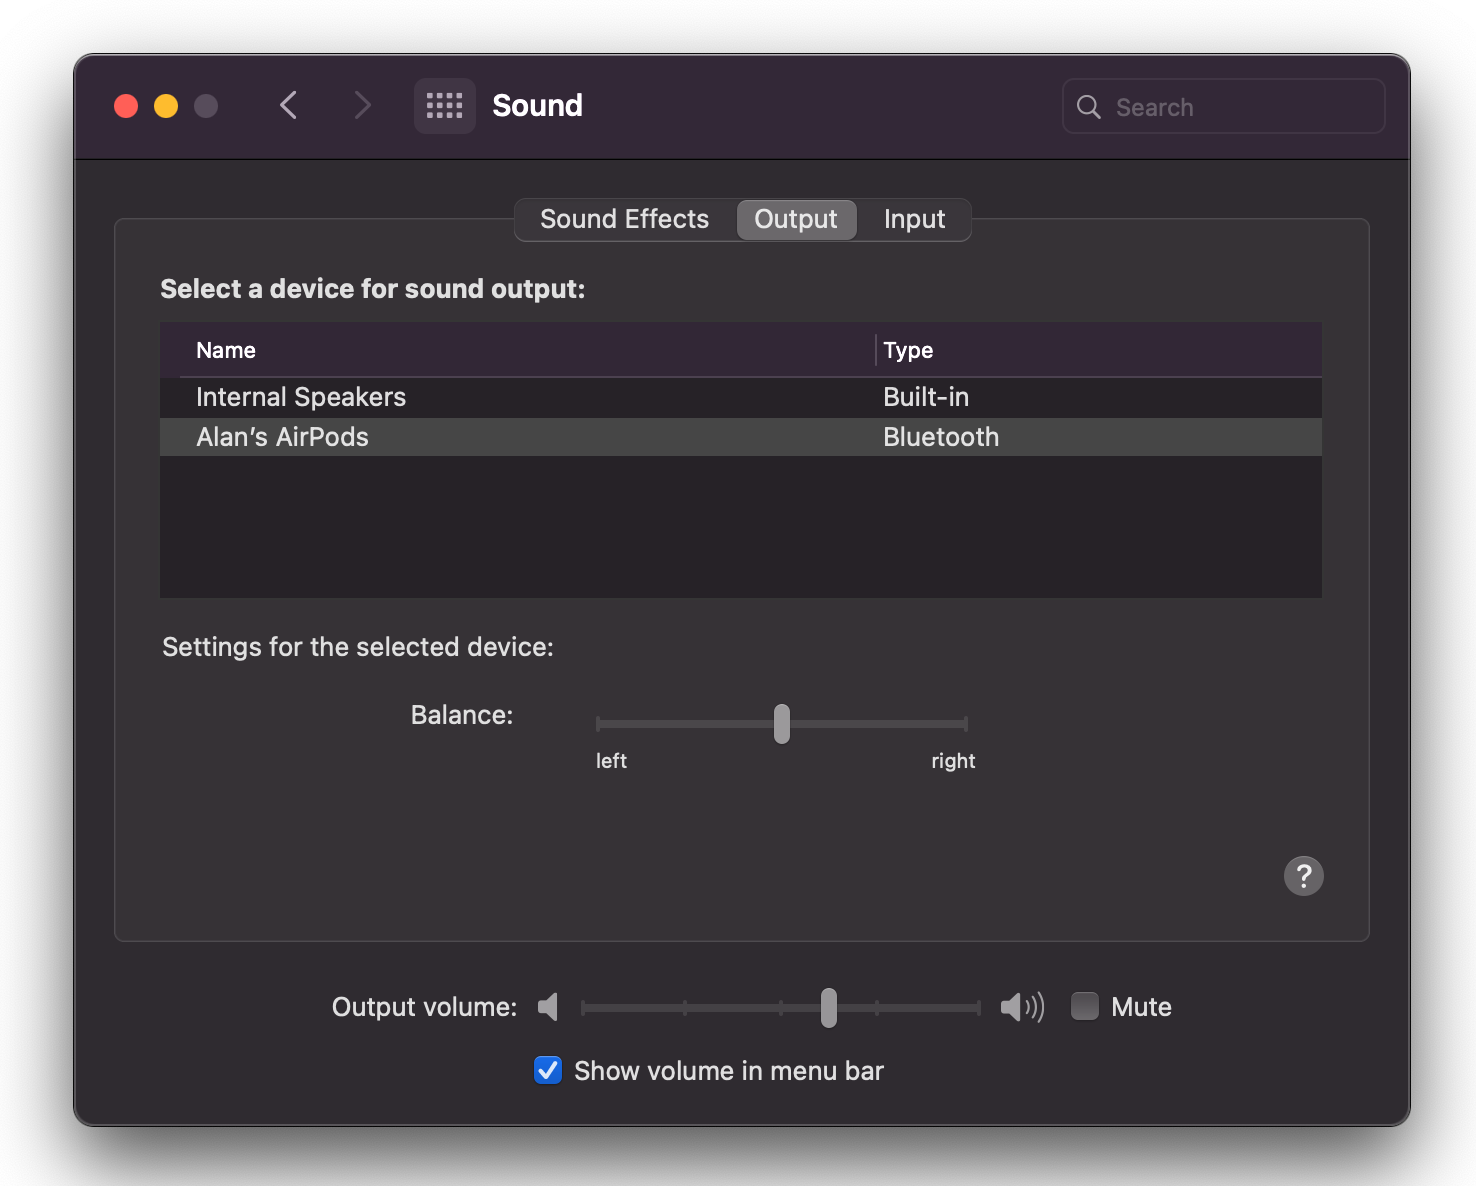 Sound
Search
Sound Effects Output Input
Select a device for sound output:
Name Type
Internal Speakers Built-in
Alan’s AirPods Bluetooth
Settings for the selected device:
Balance:
left right
?
Output volume: Mute
Show volume in menu bar